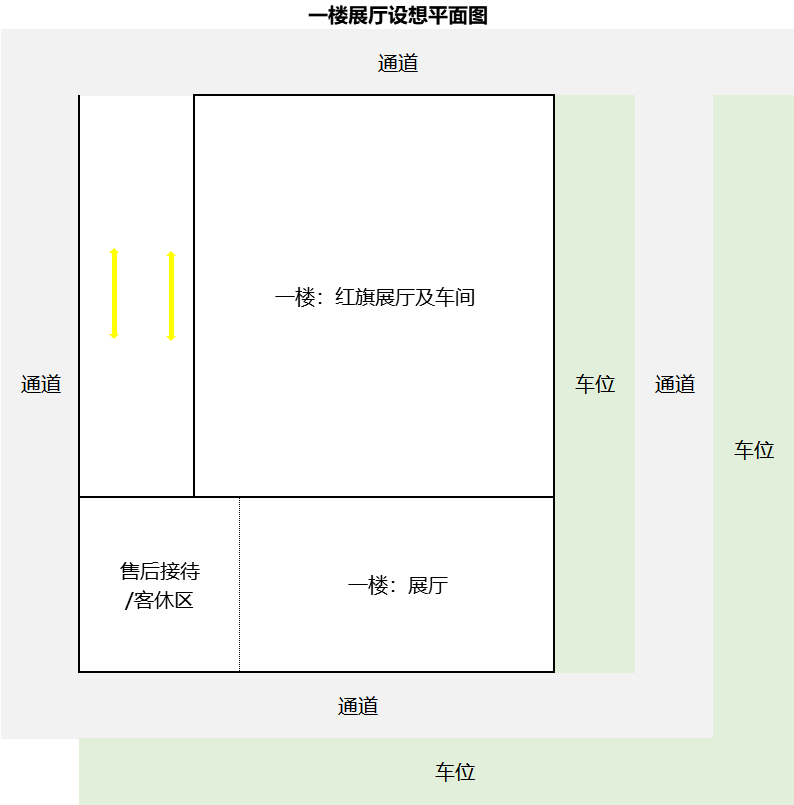 一楼展厅设想平面图
通道
一楼：红旗展厅及车间
通道
车位
通道
车位
售后接待
/客休区
一楼：展厅
通道
车位